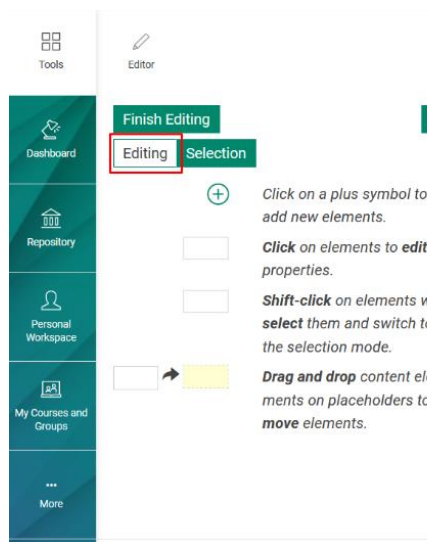 Tools
Editor
Finish Editing
Editing Selection
Dashboard
Repository
Personal
Workspace
My Courses and
Groups
More
Click on a plus symbol to
add new elements.
Click on elements to edit
properties.
Shift-click on elements
select them and switch to
the selection mode.
Drag and drop content ele
ments on placeholders to
move elements.